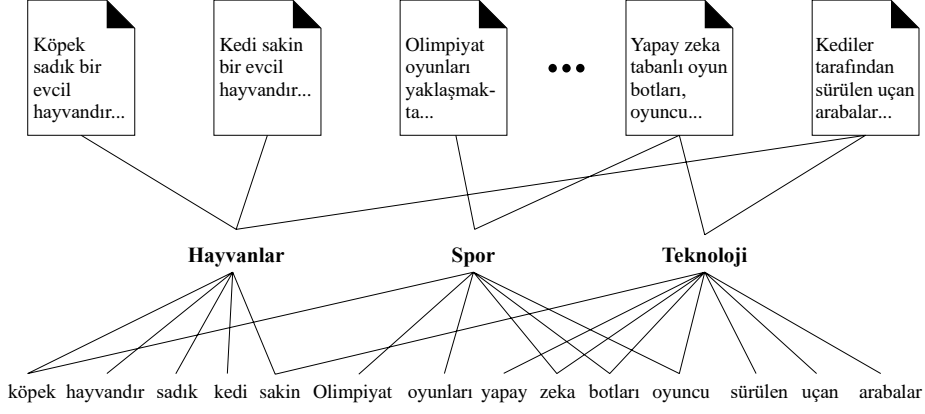 Köpek
sadık bir
evcil
hayvandır...
Kedi sakin
bir evcil
hayvandır...
Olimpiyat
oyunları
yaklaşmak-
ta...
Yapay zeka
tabanlı oyun
botları,
oyuncu...
Kediler
tarafından
sürülen uçan
arabalar...
Hayvanlar Spor Teknoloji
köpek hayvandır sadık kedi sakin Olimpiyat oyunları yapay zeka botları oyuncu sürülen uçan arabalar